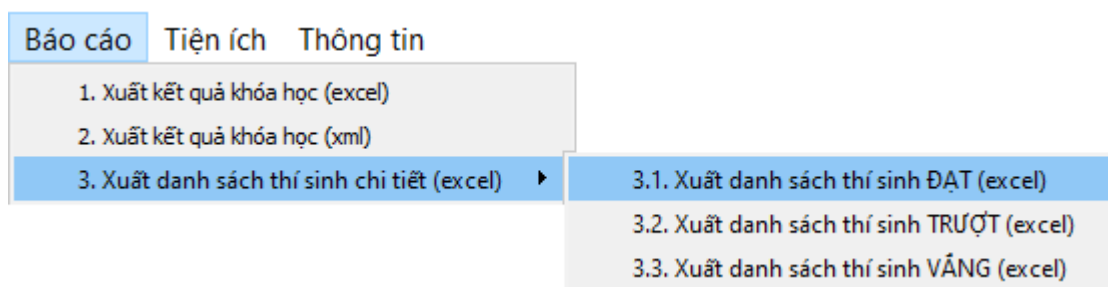 Báo cáo Tiện ích Thông tin
1. Xuất kết quả khóa học (excel)
2. Xuất kết quả khóa học (xml)
3. Xuất danh sách thí sinh chi tiết (excel)
3.1. Xuất danh sách thí sinh ĐẠT (excel)
3.2. Xuất danh sách thí sinh TRƯỢT (excel)
3.3. Xuất danh sách thí sinh VẮNG (excel)